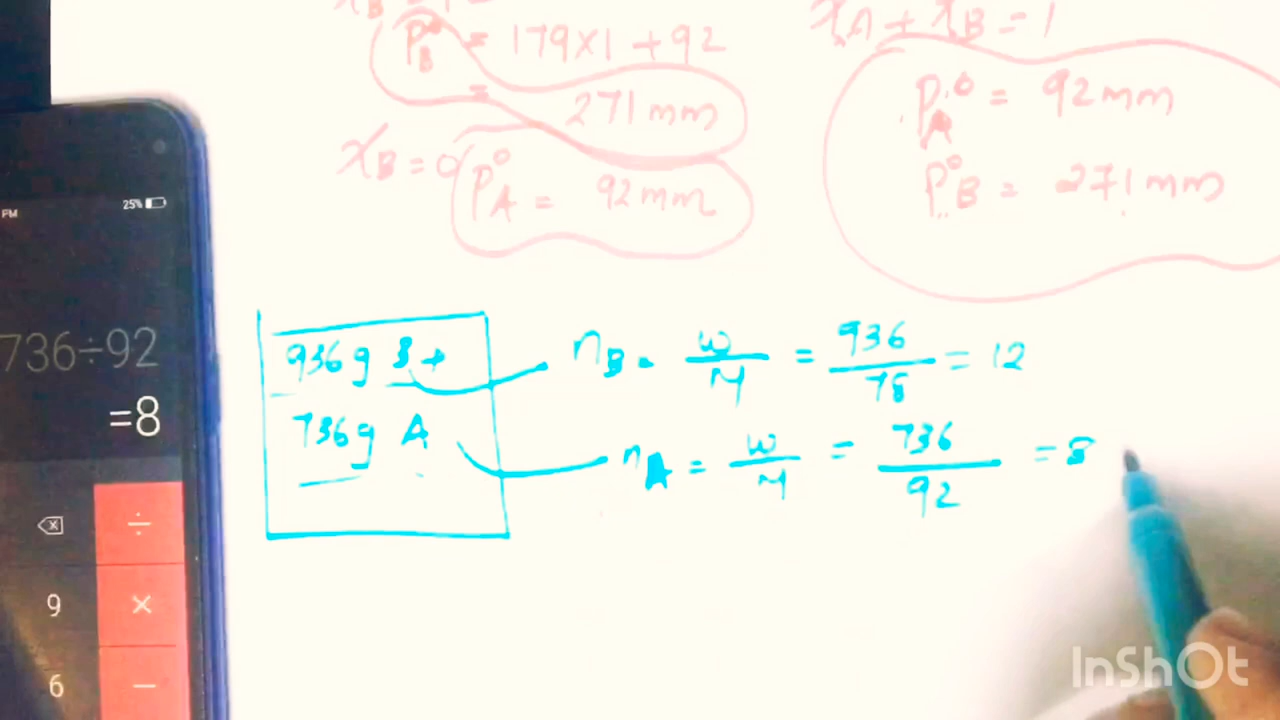 P°B = 179×1 + 92
= 271 mm
xB = 0 P°A = 92 mm
xA + xB = 1
P°A = 92 mm
P°B = 271 mm
936 g B +
736 g A
nB = w/M = 936/78 = 12
nA = w/M = 736/92 = 8
PM 25%
736÷92
=8
÷
9 ×
6 −
InShOt